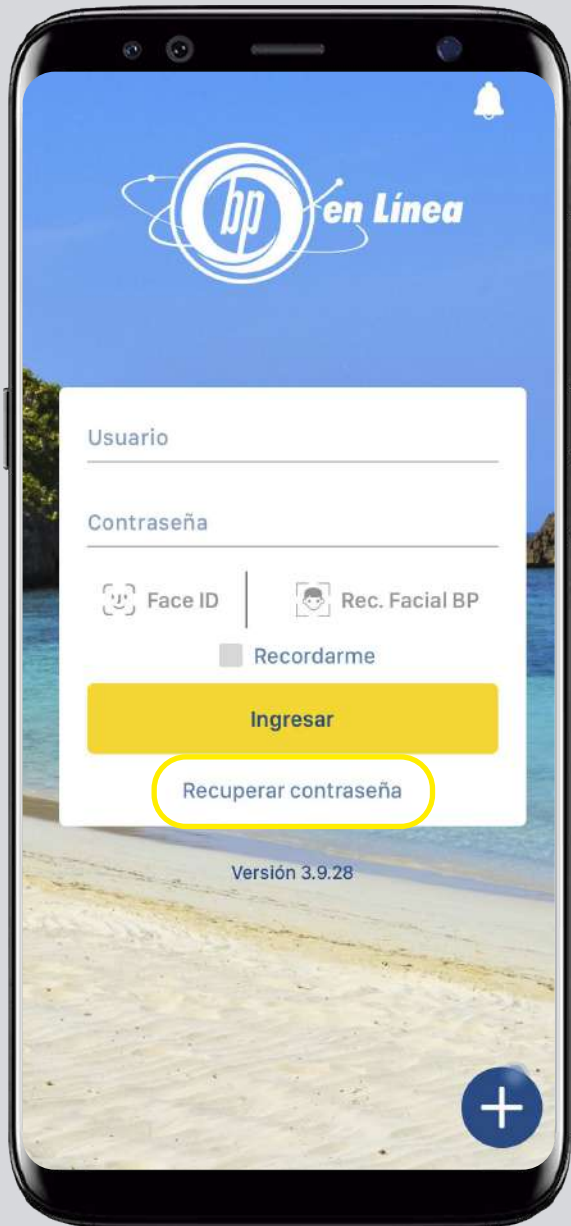 bp en Línea
Usuario
Contraseña
Face ID
Rec. Facial BP
Recordarme
Ingresar
Recuperar contraseña
Versión 3.9.28